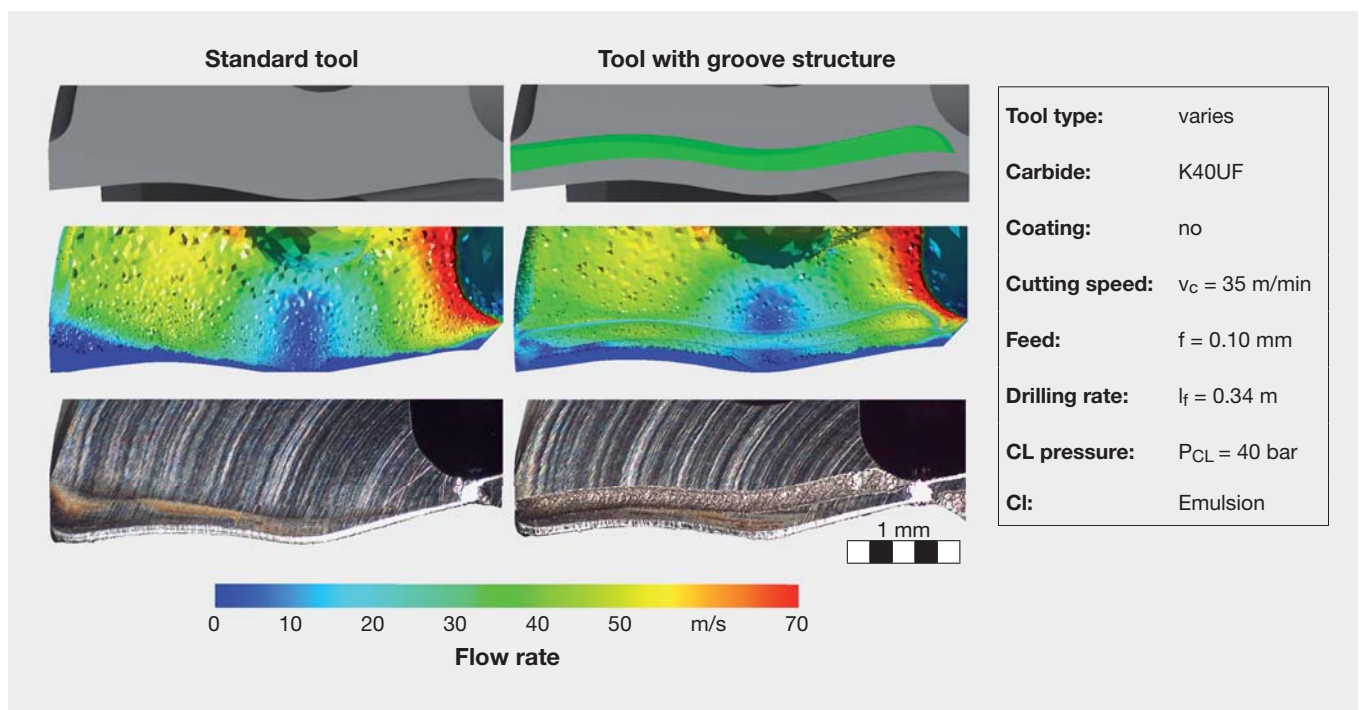 Standard tool
Tool with groove structure
Tool type: varies
Carbide: K40UF
Coating: no
Cutting speed: vc = 35 m/min
Feed: f = 0.10 mm
Drilling rate: lf = 0.34 m
CL pressure: PCL = 40 bar
Cl: Emulsion
1 mm
0 10 20 30 40 50 m/s 70
Flow rate